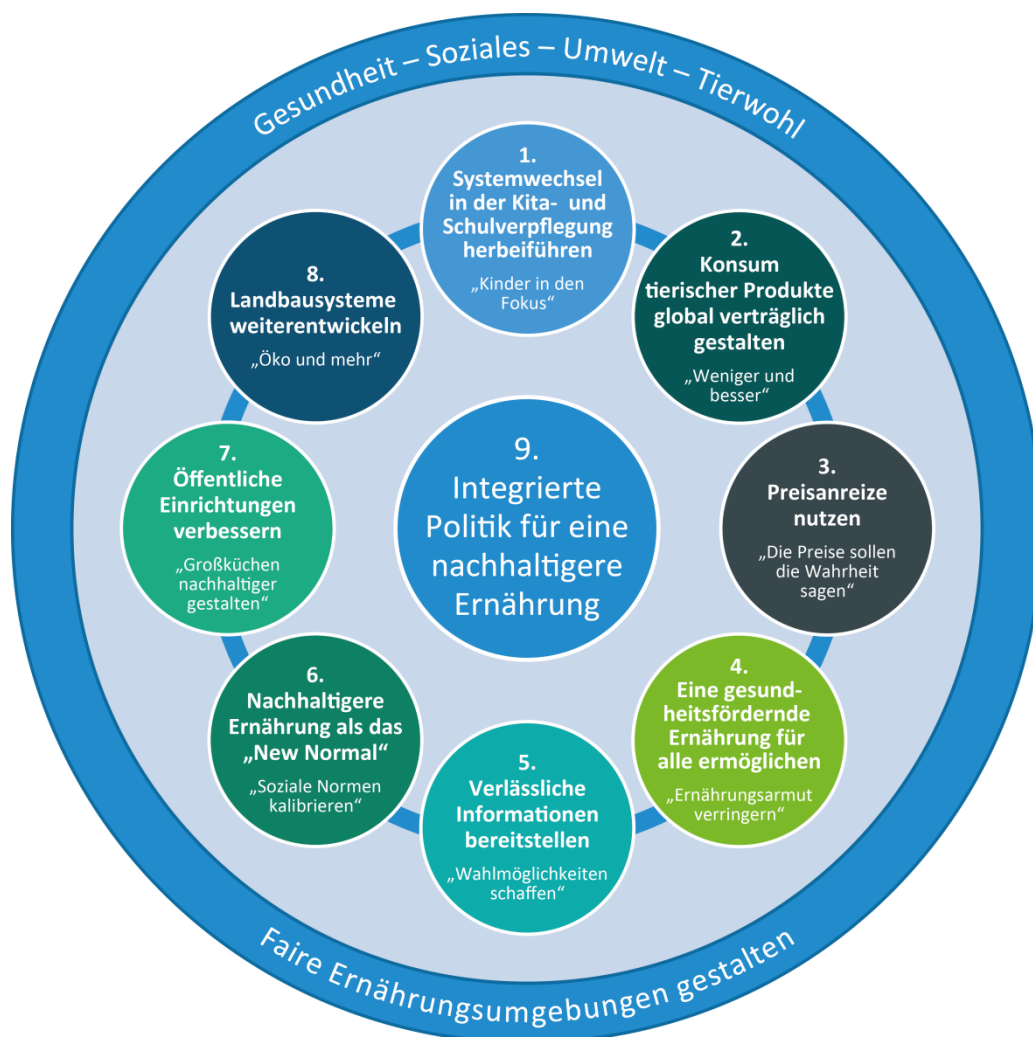 Gesundheit – Soziales – Umwelt – Tierwohl
1.
Systemwechsel
in der Kita- und
Schulverpflegung
herbeiführen
„Kinder in den
Fokus“
2.
Konsum
tierischer Produkte
global verträglich
gestalten
„Weniger und
besser“
3.
Preisanreize
nutzen
„Die Preise sollen
die Wahrheit
sagen“
4.
Eine gesund-
heitsfördernde
Ernährung für
alle ermöglichen
„Ernährungsarmut
verringern“
5.
Verlässliche
Informationen
bereitstellen
„Wahlmöglichkeiten
schaffen“
6.
Nachhaltigere
Ernährung als das
„New Normal“
„Soziale Normen
kalibrieren“
7.
Öffentliche
Einrichtungen
verbessern
„Großküchen
nachhaltiger
gestalten“
8.
Landbausysteme
weiterentwickeln
„Öko und mehr“
9.
Integrierte
Politik für eine
nachhaltigere
Ernährung
Faire Ernährungsumgebungen gestalten